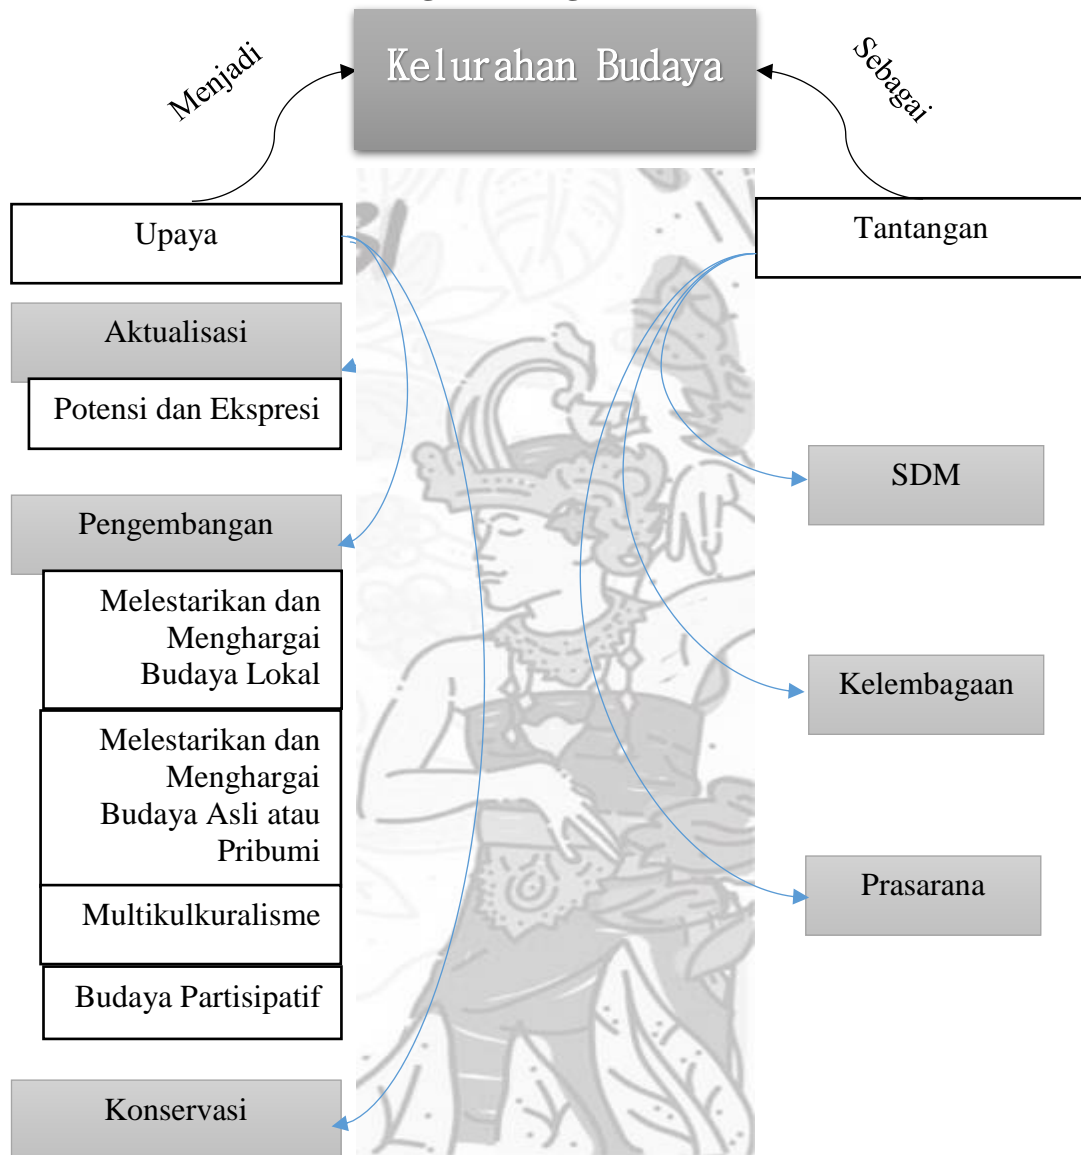 Kelurahan Budaya
Menjadi
Sebagai
Upaya
Tantangan
Aktualisasi
Potensi dan Ekspresi
Pengembangan
Melestarikan dan
Menghargai
Budaya Lokal
Melestarikan dan
Menghargai
Budaya Asli atau
Pribumi
Multikulkuralisme
Budaya Partisipatif
Konservasi
SDM
Kelembagaan
Prasarana